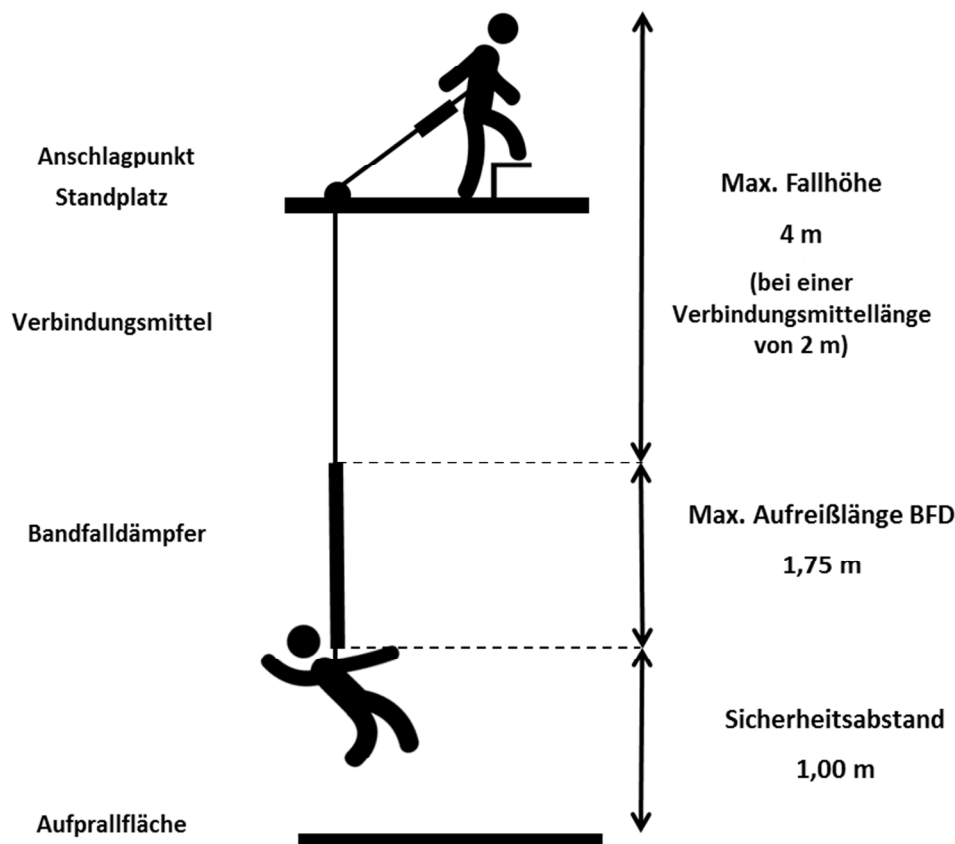 Anschlagpunkt
Standplatz
Max. Fallhöhe
4 m
(bei einer
Verbindungsmittellänge
von 2 m)
Verbindungsmittel
Bandfalldämpfer
Max. Aufreißlänge BFD
1,75 m
Sicherheitsabstand
1,00 m
Aufprallfläche